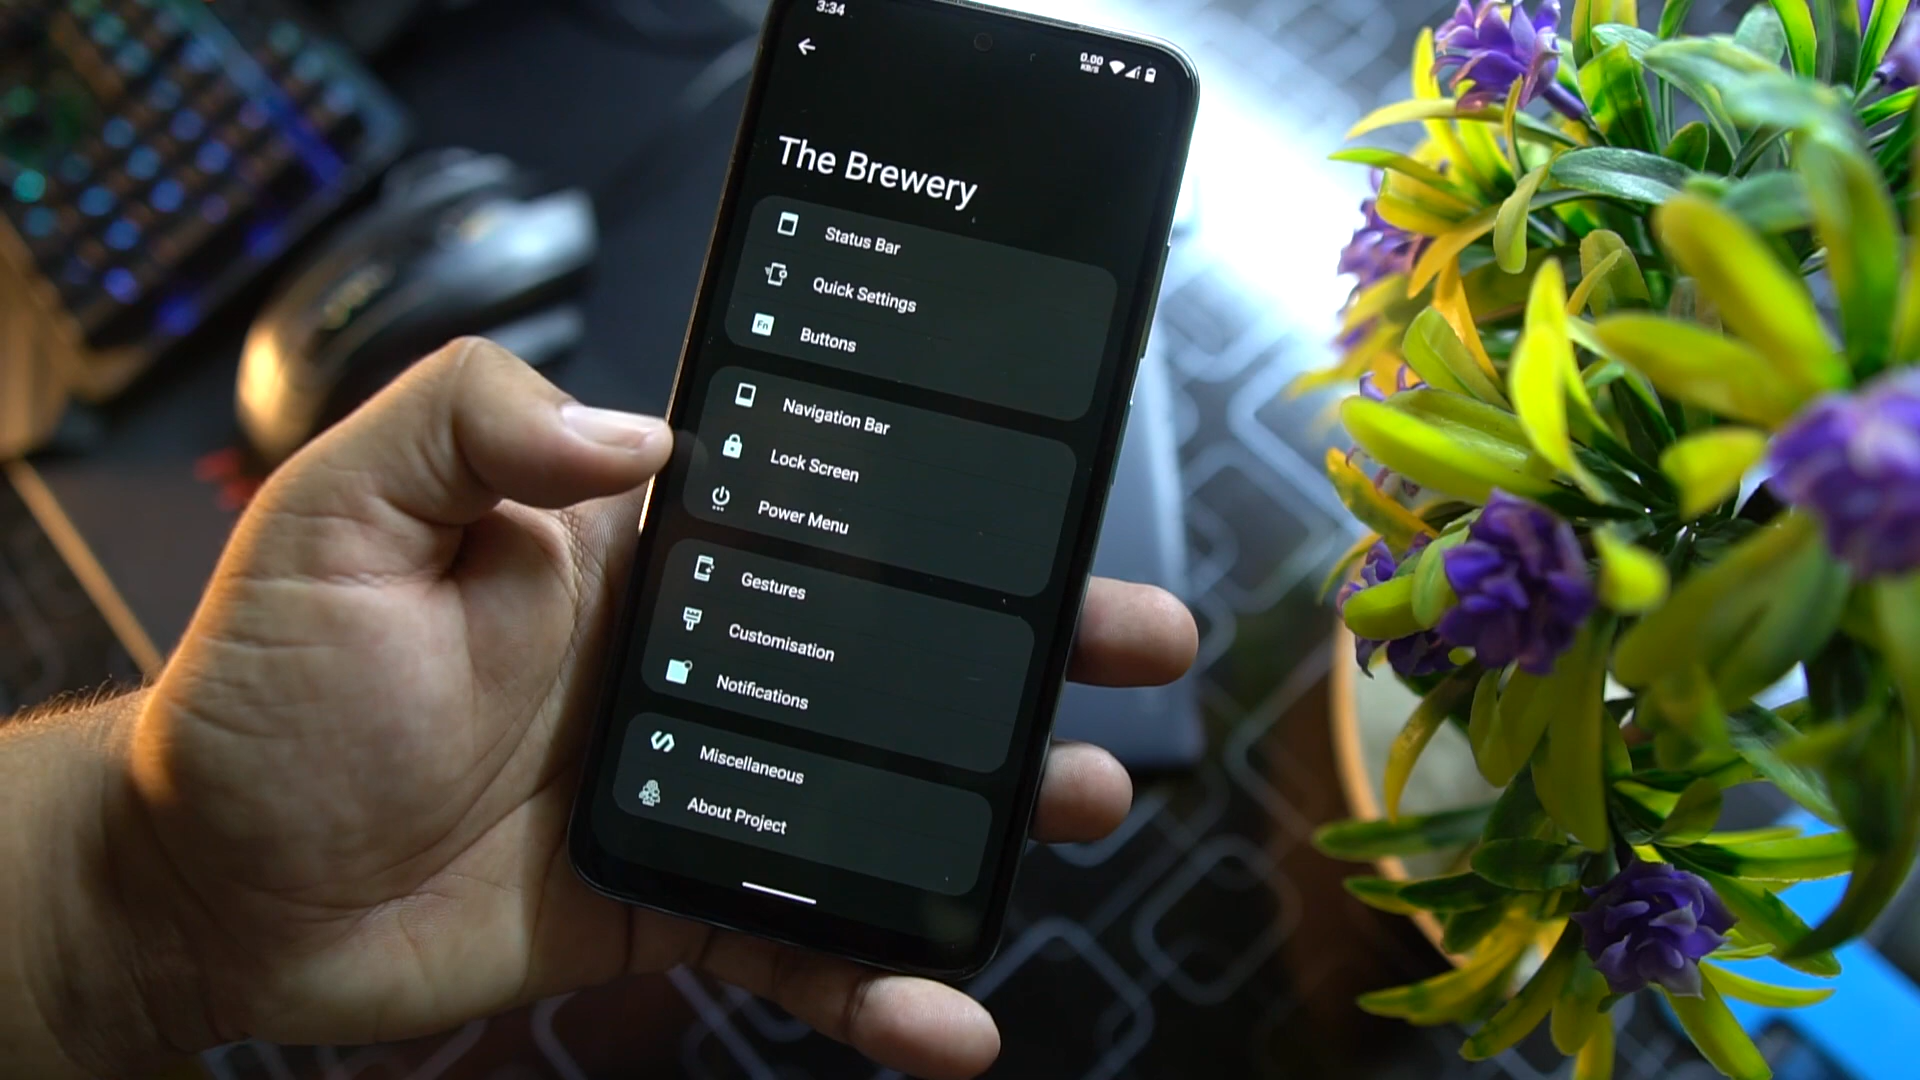 3:34
0.00
KB/S
The Brewery
Status Bar
Quick Settings
Fn
Buttons
Navigation Bar
Lock Screen
Power Menu
Gestures
Customisation
Notifications
Miscellaneous
About Project